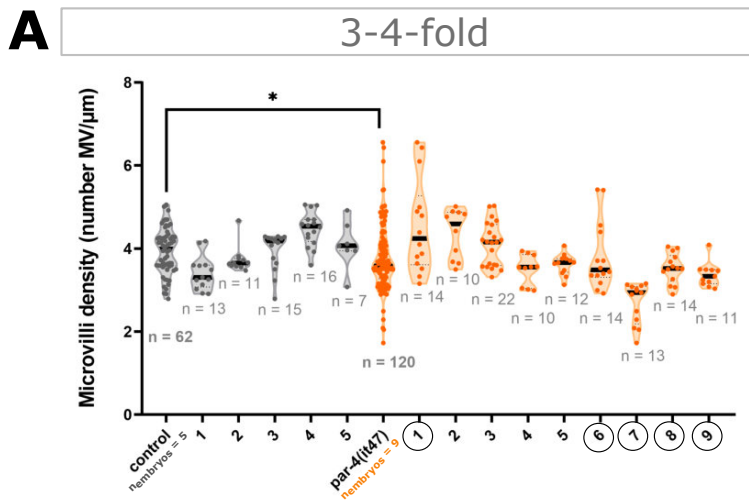 A
3-4-fold
Microvilli density (number MV/μm)
8
6
4
2
0
*
n = 62
n = 13
n = 11
n = 15
n = 16
n = 7
n = 120
n = 14
n = 10
n = 22
n = 10
n = 12
n = 14
n = 13
n = 14
n = 11
control
nembryos = 5
1
2
3
4
5
par-4(it47)
nembryos = 9
1
2
3
4
5
6
7
8
9